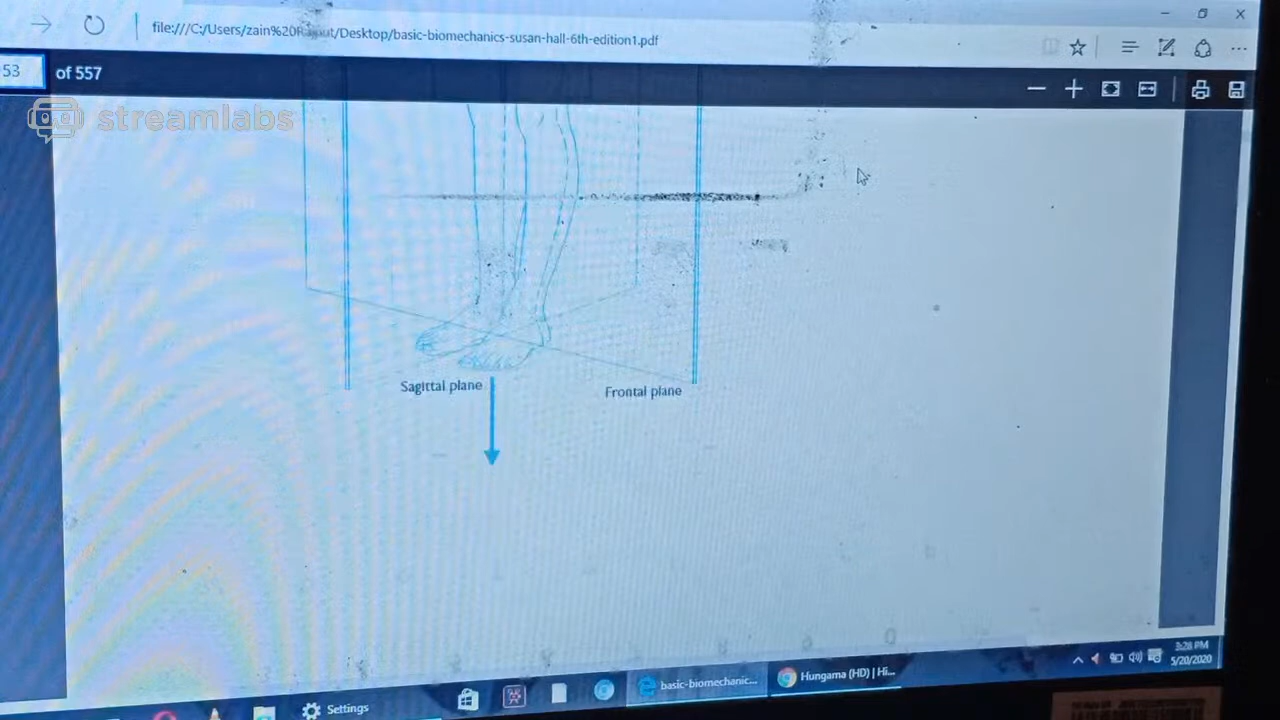 file:///C:/Users/zain%20Rajput/Desktop/basic-biomechanics-susan-hall-6th-edition1.pdf
53 of 557
streamlabs
Sagittal plane
Frontal plane
Settings
basic-biomechanic...
Hungama (HD) | Hi...
3:28 PM
5/20/2020